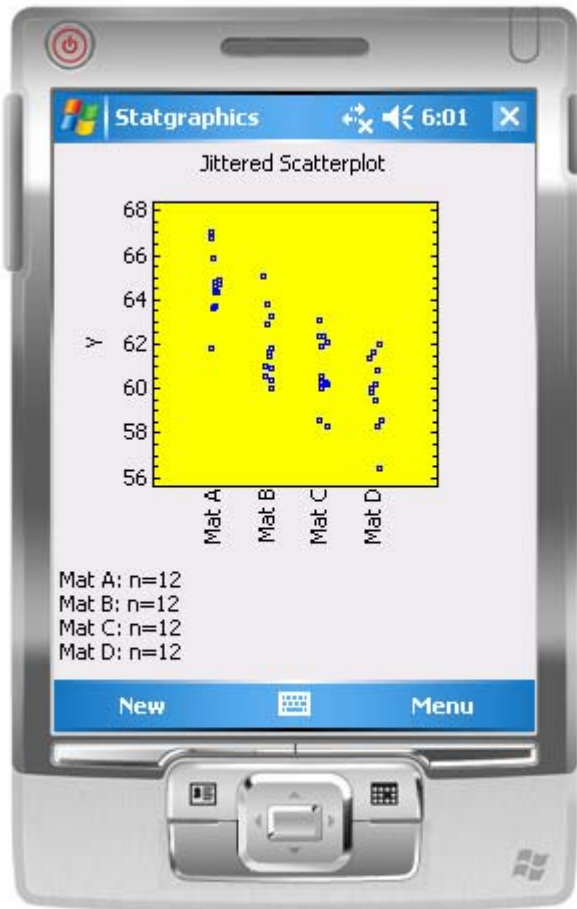 Statgraphics 6:01
Jittered Scatterplot
68
66
64
62
60
58
56
Y
Mat A
Mat B
Mat C
Mat D
Mat A: n=12
Mat B: n=12
Mat C: n=12
Mat D: n=12
New Menu